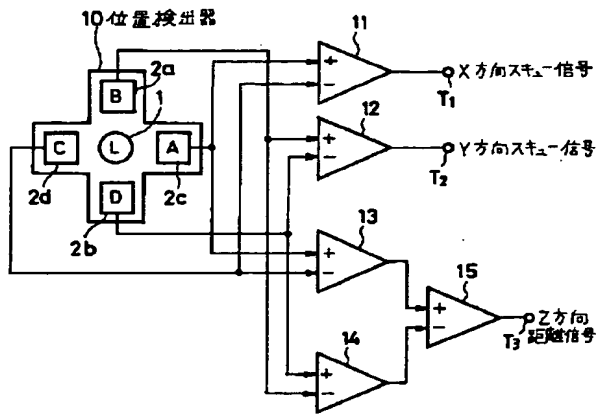 10位置検出器
2a
B
1
C
L
A
2d
D
2c
2b
11
+
−
X方向スキュー信号
T1
12
+
−
Y方向スキュー信号
T2
13
+
−
15
+
−
Z方向
距離信号
T3
14
+
−